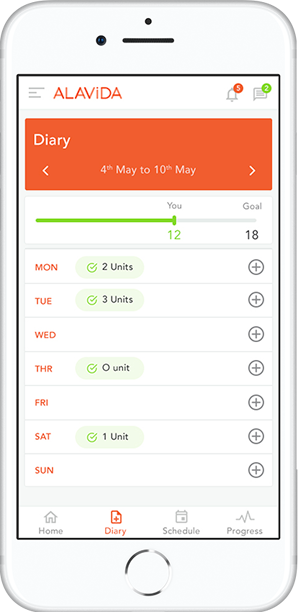 ALAViDA
5
2
Diary
4th May to 10th May
You Goal
12 18
MON 2 Units
TUE 3 Units
WED
THR O unit
FRI
SAT 1 Unit
SUN
Home Diary Schedule Progress